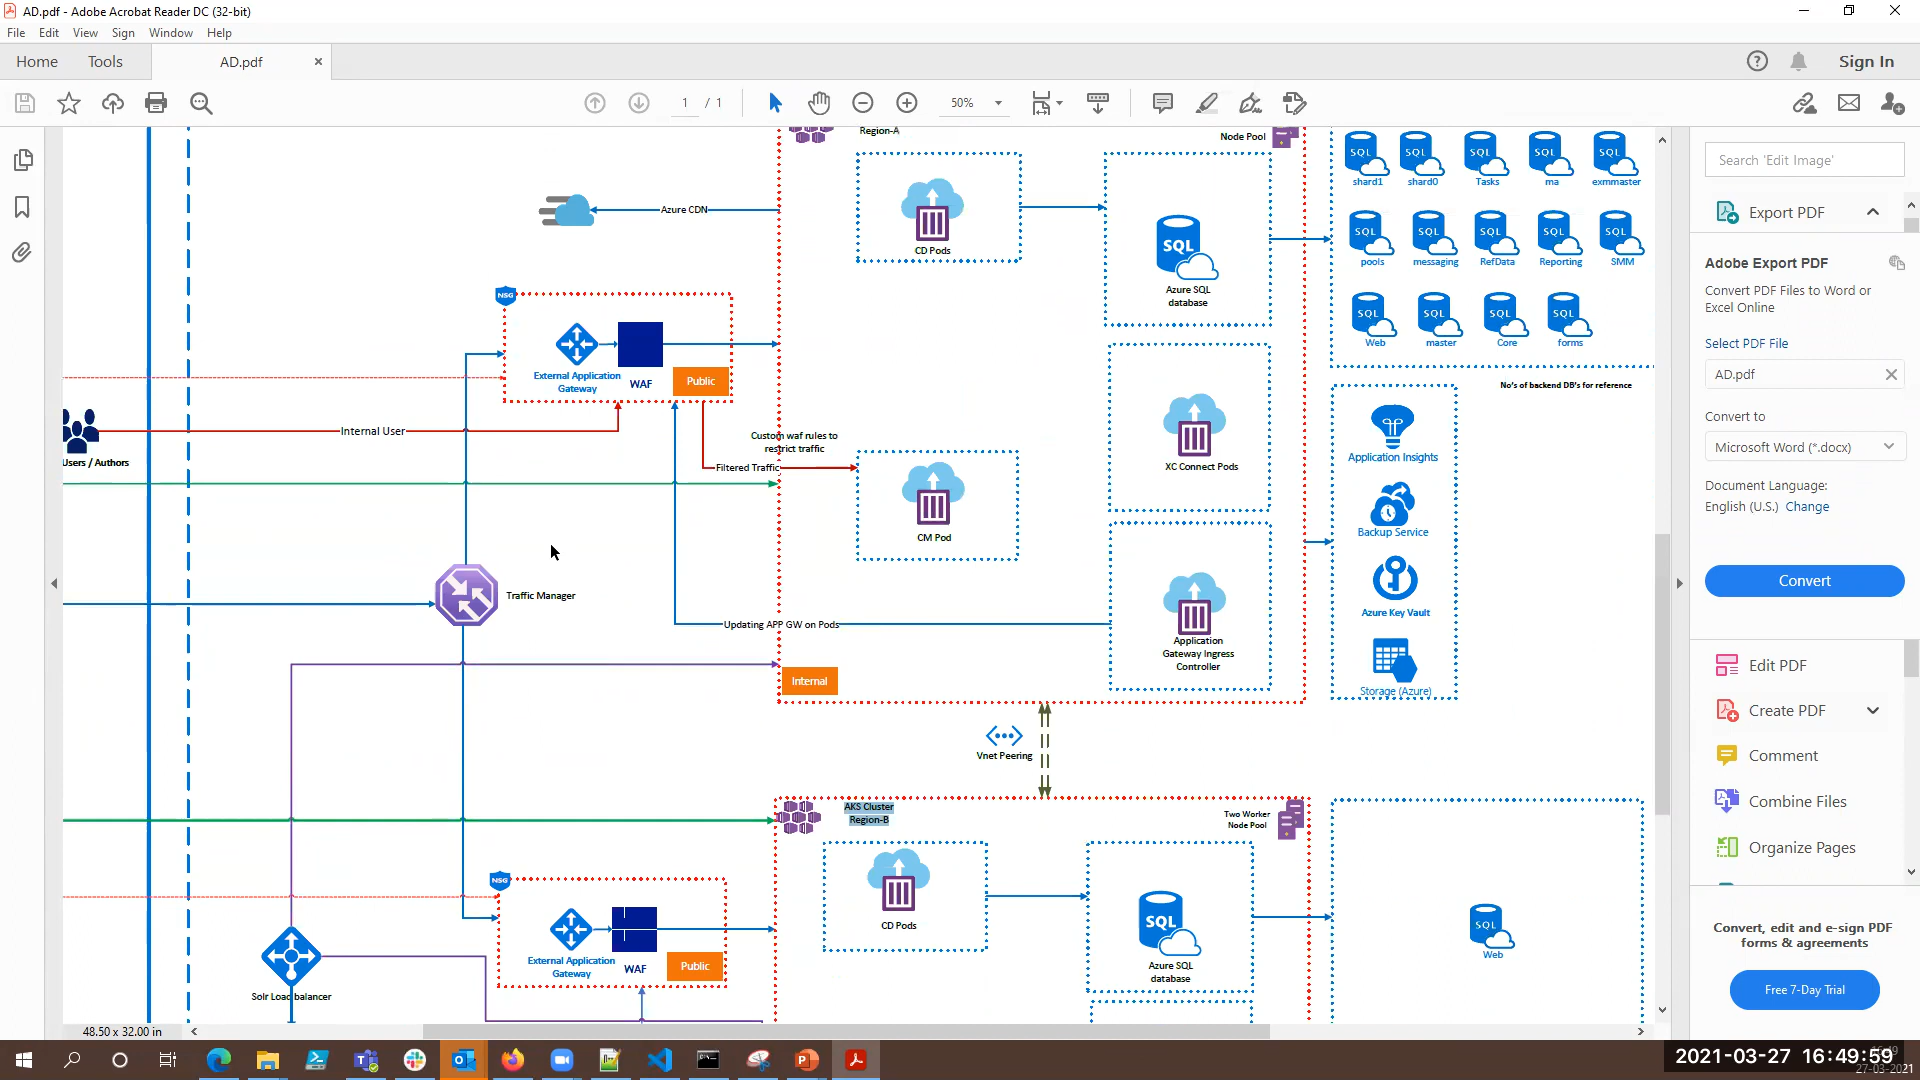 AD.pdf - Adobe Acrobat Reader DC (32-bit)
File Edit View Sign Window Help
Home Tools AD.pdf
Sign In
1 / 1
50%
Region-A
Node Pool
Azure CDN
CD Pods
SQL
Azure SQL
database
SQL SQL SQL SQL SQL
shard1 shard0 Tasks ma exmmaster
SQL SQL SQL SQL SQL
pools messaging RefData Reporting SMM
SQL SQL SQL SQL
Web master Core forms
No's of backend DB's for reference
NSG
External Application
Gateway
WAF
Public
Internal User
Users / Authors
Custom waf rules to
restrict traffic
Filtered Traffic
CM Pod
XC Connect Pods
Application Insights
Backup Service
Azure Key Vault
Storage (Azure)
Traffic Manager
Updating APP GW on Pods
Application
Gateway Ingress
Controller
Internal
Vnet Peering
AKS Cluster
Region-B
Two Worker
Node Pool
CD Pods
SQL
Azure SQL
database
SQL
Web
NSG
External Application
Gateway
WAF
Public
Solr Load balancer
48.50 x 32.00 in
Search 'Edit Image'
Export PDF
Adobe Export PDF
Convert PDF Files to Word or
Excel Online
Select PDF File
AD.pdf
Convert to
Microsoft Word (*.docx)
Document Language:
English (U.S.) Change
Convert
Edit PDF
Create PDF
Comment
Combine Files
Organize Pages
Convert, edit and e-sign PDF
forms & agreements
Free 7-Day Trial
2021-03-27 16:49:59
27-03-2021